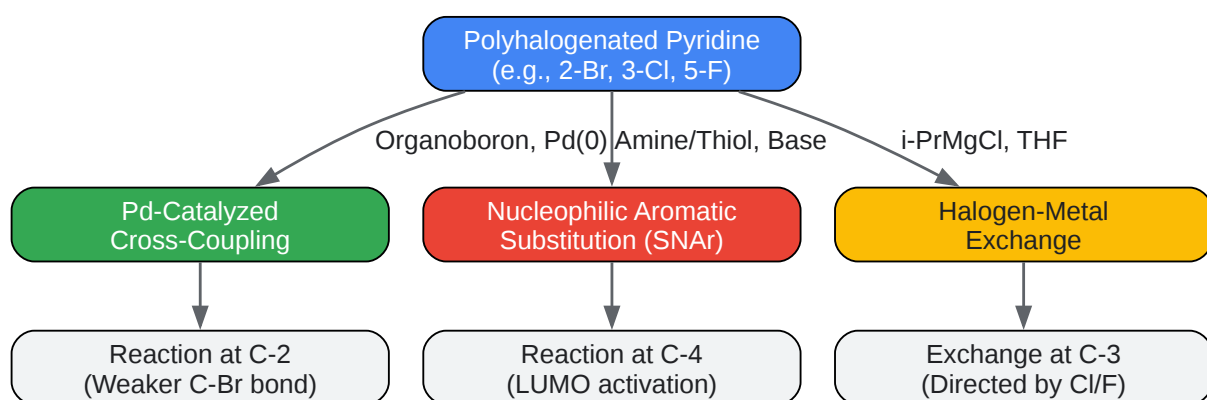 Polyhalogenated Pyridine
(e.g., 2-Br, 3-Cl, 5-F)
Organoboron, Pd(0)
Amine/Thiol, Base
i-PrMgCl, THF
Pd-Catalyzed
Cross-Coupling
Nucleophilic Aromatic
Substitution (SNAr)
Halogen-Metal
Exchange
Reaction at C-2
(Weaker C-Br bond)
Reaction at C-4
(LUMO activation)
Exchange at C-3
(Directed by Cl/F)